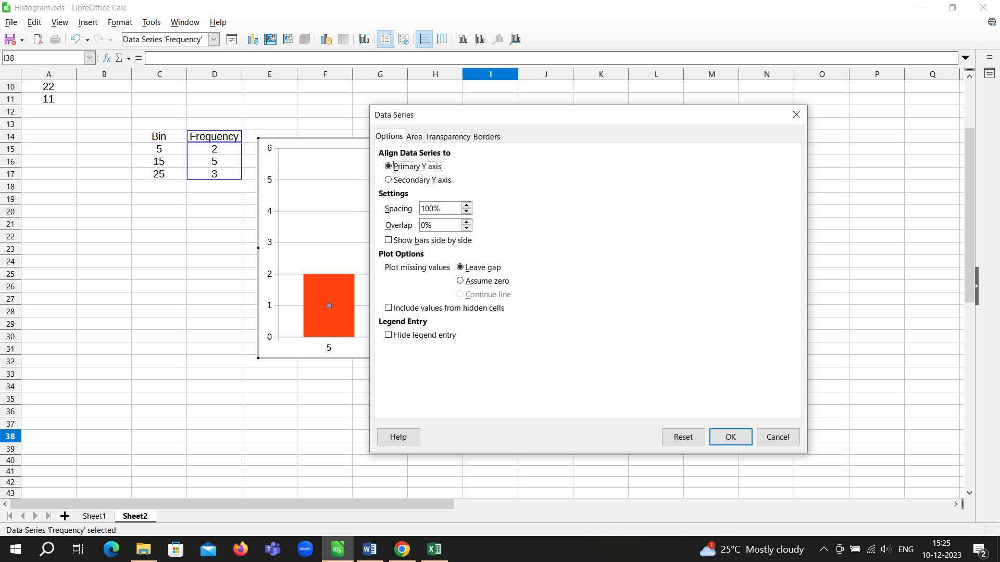 Histogram.ods - LibreOffice Calc
File Edit View Insert Format Tools Window Help
Data Series 'Frequency'
I38
fx Σ =
A B C D E F G H I J K L M N O P Q
10 22
11 11
12
13
14 Bin Frequency
15 5 2
16 15 5
17 25 3
18
19
20
21
22
23
24
25
26
27
28
29
30
31
32
33
34
35
36
37
38
39
40
41
42
43
6
5
4
3
2
1
0
5
Data Series
Options Area Transparency Borders
Align Data Series to
Primary Y axis
Secondary Y axis
Settings
Spacing 100%
Overlap 0%
Show bars side by side
Plot Options
Plot missing values Leave gap
Assume zero
Continue line
Include values from hidden cells
Legend Entry
Hide legend entry
Help Reset OK Cancel
Sheet1 Sheet2
Data Series 'Frequency' selected
zoom
1 25°C Mostly cloudy ENG 15:25
10-12-2023 2